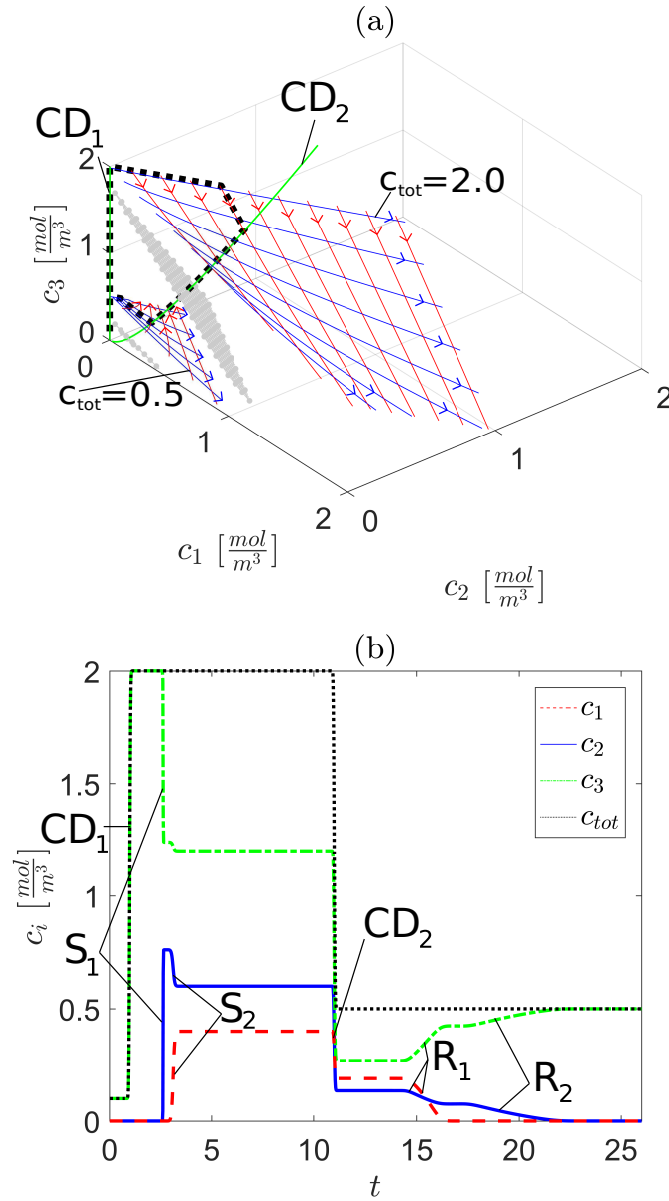 (a)
CD₂
CD₁
2
c_tot=2.0
c₃ [mol/m³]
1
0
0
c_tot=0.5
2
1
1
2
0
c₁ [mol/m³]
c₂ [mol/m³]
(b)
2
c₁
c₂
1.5
c₃
c_tot
CD₁
1
cᵢ [mol/m³]
CD₂
S₁
0.5
S₂
R₁
R₂
0
0
5
10
15
20
25
t